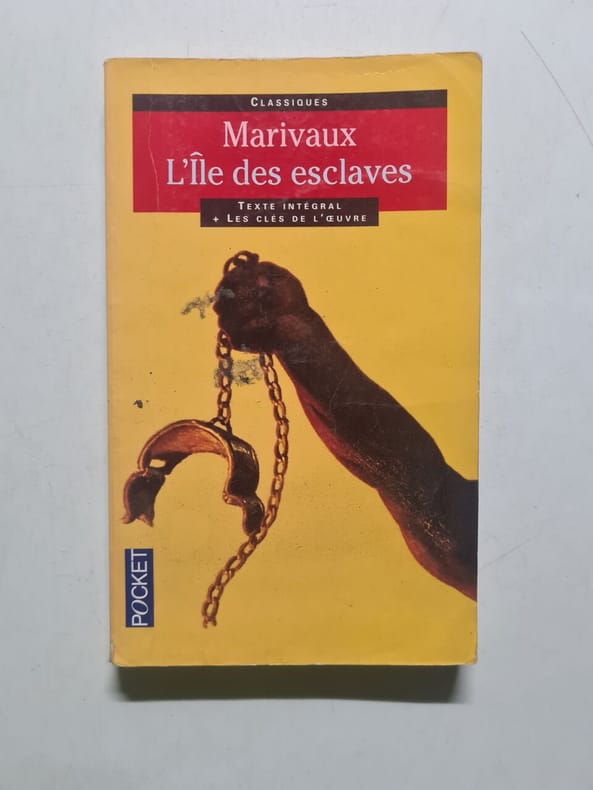 CLASSIQUES
Marivaux
L'Île des esclaves
TEXTE INTÉGRAL
+ LES CLÉS DE L'ŒUVRE
POCKET